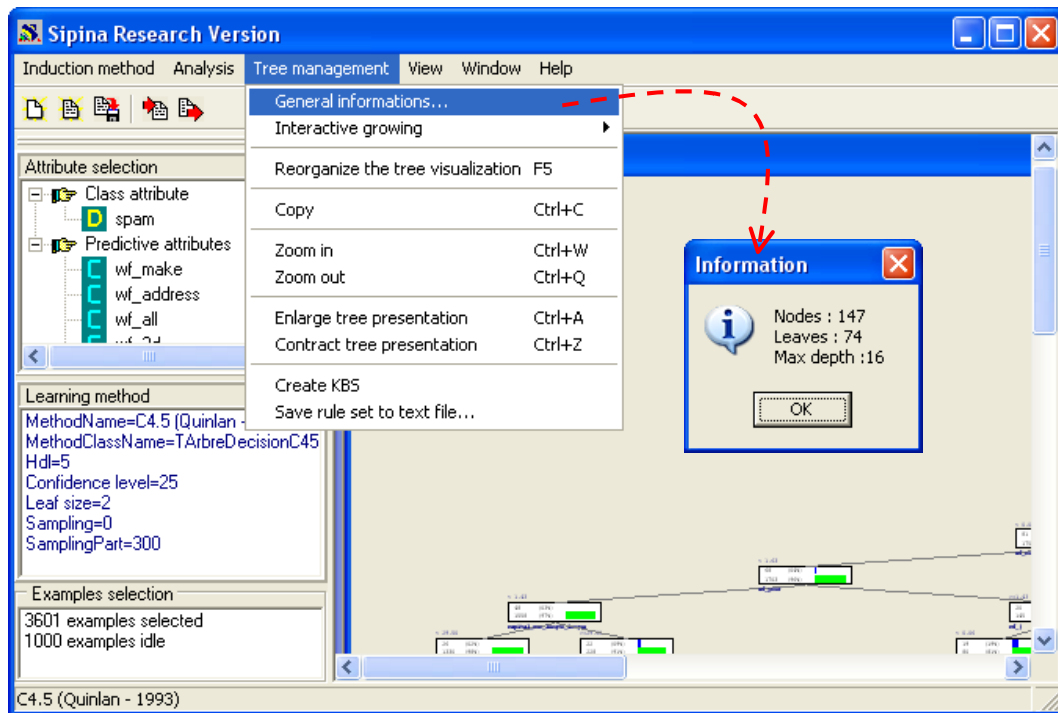 Sipina Research Version
Induction method Analysis Tree management View Window Help
General informations...
Interactive growing
Reorganize the tree visualization F5
Copy Ctrl+C
Zoom in Ctrl+W
Zoom out Ctrl+Q
Enlarge tree presentation Ctrl+A
Contract tree presentation Ctrl+Z
Create KBS
Save rule set to text file...
Attribute selection
Class attribute
D spam
Predictive attributes
C wf_make
C wf_address
C wf_all
Learning method
MethodName=C4.5 (Quinlan -
MethodClassName=TArbreDecisionC45
Hdl=5
Confidence level=25
Leaf size=2
Sampling=0
SamplingPart=300
Examples selection
3601 examples selected
1000 examples idle
Information
Nodes : 147
Leaves : 74
Max depth :16
OK
C4.5 (Quinlan - 1993)